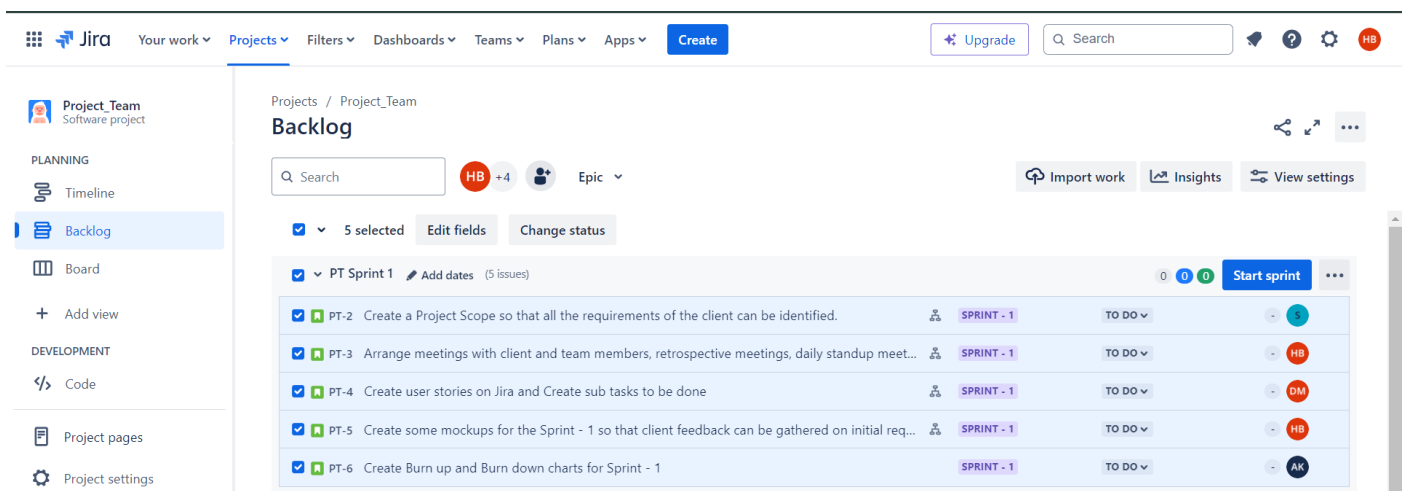 Jira Your work Projects Filters Dashboards Teams Plans Apps Create Upgrade Search HB
Project_Team
Software project
PLANNING
Timeline
Backlog
Board
Add view
DEVELOPMENT
Code
Project pages
Project settings
Projects / Project_Team
Backlog
Search HB +4 Epic Import work Insights View settings
5 selected Edit fields Change status
PT Sprint 1 Add dates (5 issues) 0 0 0 Start sprint
PT-2 Create a Project Scope so that all the requirements of the client can be identified. SPRINT - 1 TO DO - S
PT-3 Arrange meetings with client and team members, retrospective meetings, daily standup meet... SPRINT - 1 TO DO - HB
PT-4 Create user stories on Jira and Create sub tasks to be done SPRINT - 1 TO DO - DM
PT-5 Create some mockups for the Sprint - 1 so that client feedback can be gathered on initial req... SPRINT - 1 TO DO - HB
PT-6 Create Burn up and Burn down charts for Sprint - 1 SPRINT - 1 TO DO - AK